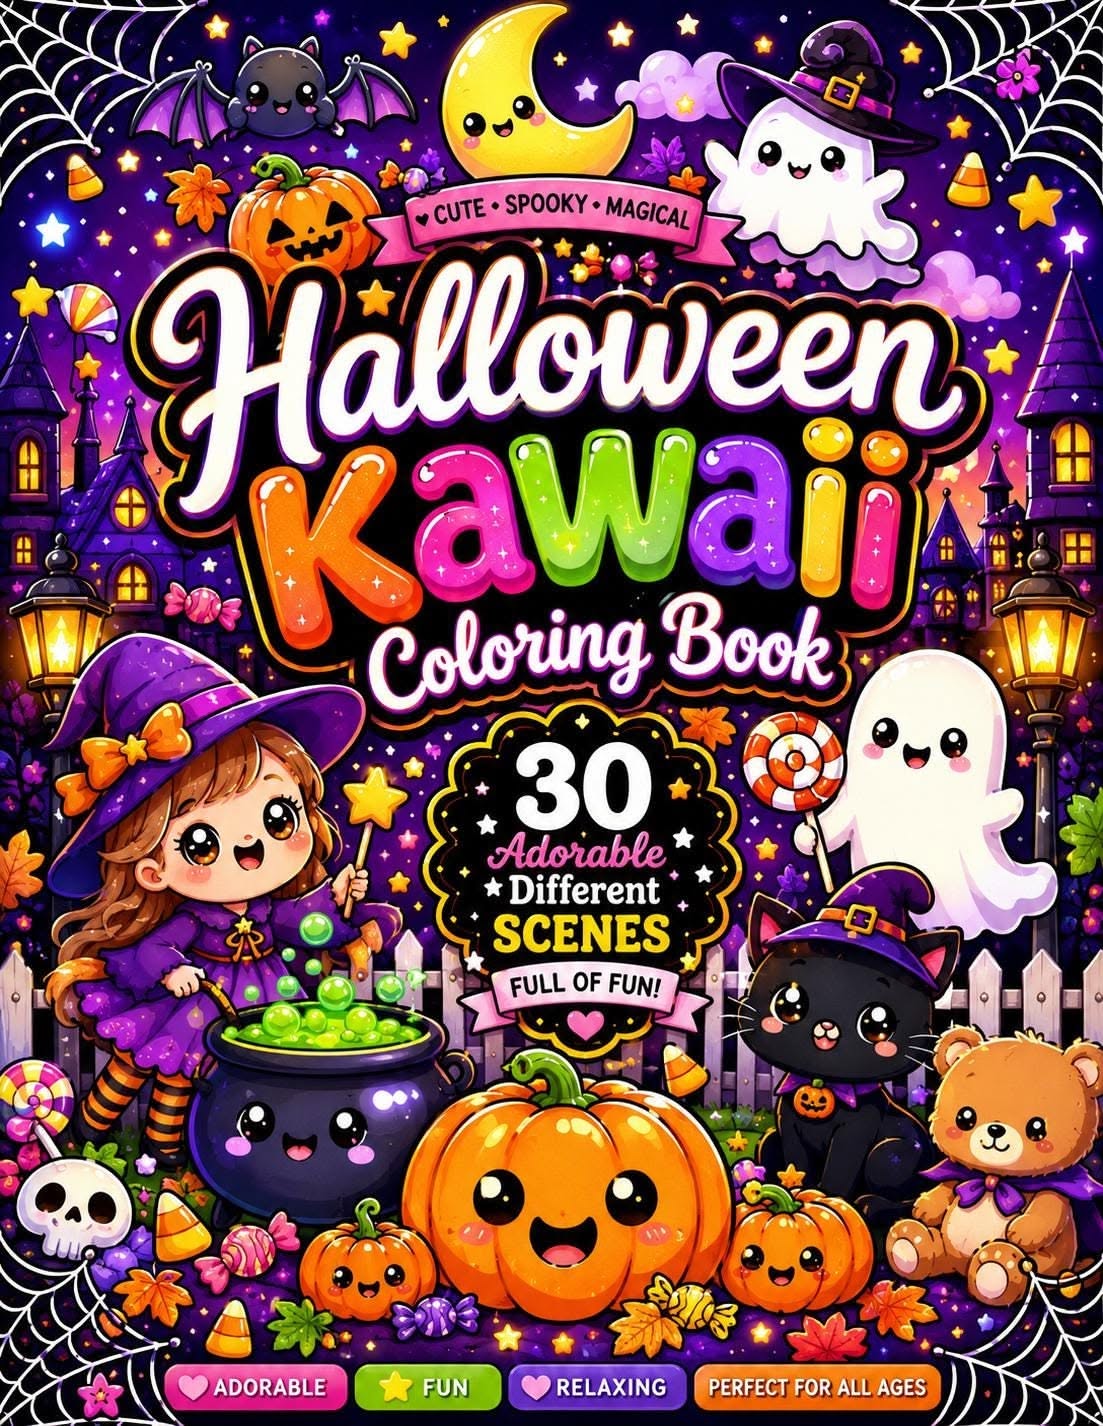 ♥ CUTE • SPOOKY • MAGICAL
Halloween
Kawaii
Coloring Book
30
Adorable
Different
SCENES
FULL OF FUN!
ADORABLE
FUN
RELAXING
PERFECT FOR ALL AGES